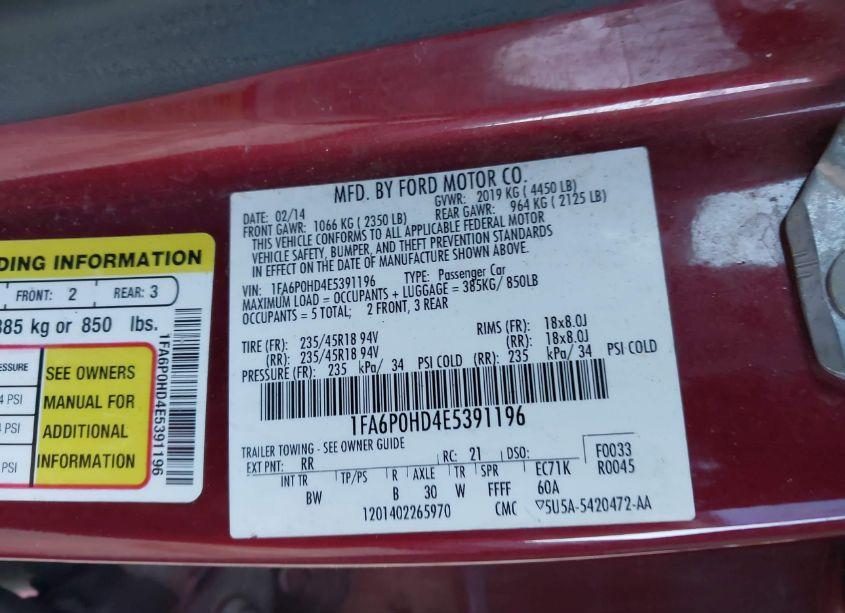 MFD. BY FORD MOTOR CO.
DATE: 02/14
GVWR: 2019 KG ( 4450 LB)
FRONT GAWR: 1066 KG ( 2350 LB)
REAR GAWR: 964 KG ( 2125 LB)
THIS VEHICLE CONFORMS TO ALL APPLICABLE FEDERAL MOTOR
VEHICLE SAFETY, BUMPER, AND THEFT PREVENTION STANDARDS
IN EFFECT ON THE DATE OF MANUFACTURE SHOWN ABOVE.
VIN: 1FA6P0HD4E5391196 TYPE: Passenger Car
MAXIMUM LOAD = OCCUPANTS + LUGGAGE = 385KG/ 850LB
OCCUPANTS = 5 TOTAL; 2 FRONT, 3 REAR
TIRE (FR): 235/45R18 94V RIMS (FR): 18x8.0J
(RR): 235/45R18 94V (RR): 18x8.0J
PRESSURE (FR): 235 kPa/ 34 PSI COLD (RR): 235 kPa/ 34 PSI COLD
1FA6P0HD4E5391196
TRAILER TOWING - SEE OWNER GUIDE
EXT PNT: RR RC: 21 DSO: F0033
R0045
INT TR TP/PS R AXLE TR SPR EC71K
BW B 30 W FFFF 60A
1201402265970 CMC ▽5U5A-5420472-AA
DING INFORMATION
FRONT: 2 REAR: 3
385 kg or 850 lbs.
ESSURE
4 PSI
4 PSI
PSI
SEE OWNERS
MANUAL FOR
ADDITIONAL
INFORMATION
1FA6P0HD4E5391196